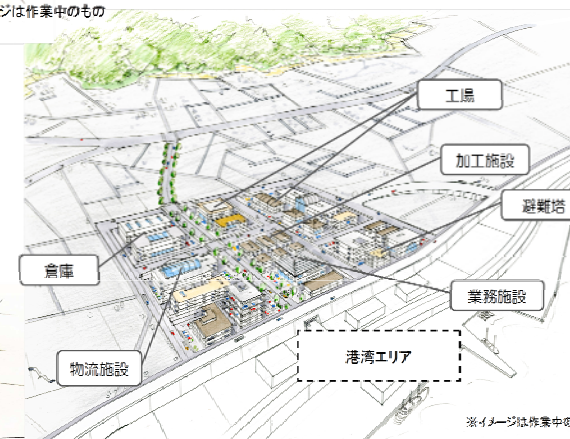 ジは作業中のもの
工場
加工施設
避難塔
倉庫
業務施設
港湾エリア
物流施設
※イメージは作業中の